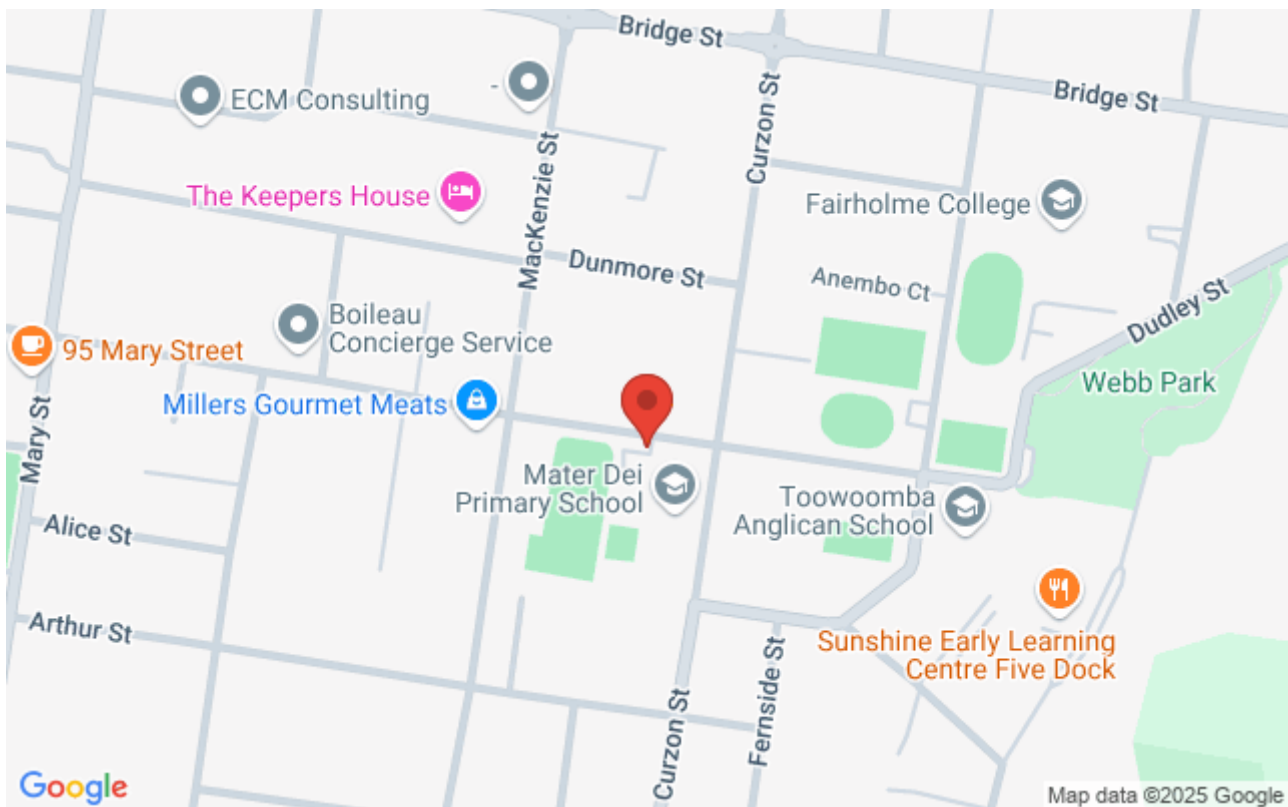 Bridge St
Bridge St
Curzon St
ECM Consulting
-
MacKenzie St
The Keepers House
Fairholme College
Dunmore St
Anembo Ct
Dudley St
Boileau
Concierge Service
95 Mary Street
Webb Park
Millers Gourmet Meats
Mary St
Mater Dei
Primary School
Toowoomba
Anglican School
Alice St
Arthur St
Sunshine Early Learning
Centre Five Dock
Curzon St
Fernside St
Google
Map data ©2025 Google